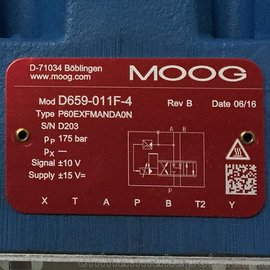 D-71034 Böblingen
www.moog.com
MOOG
Mod D659-011F-4 Rev B Date 06/16
Type P60EXFMANDA0N
S/N D203
pP 175 bar
pX ---
Signal ±10 V
Supply ±15 V=
A B
X T A P B T2 Y